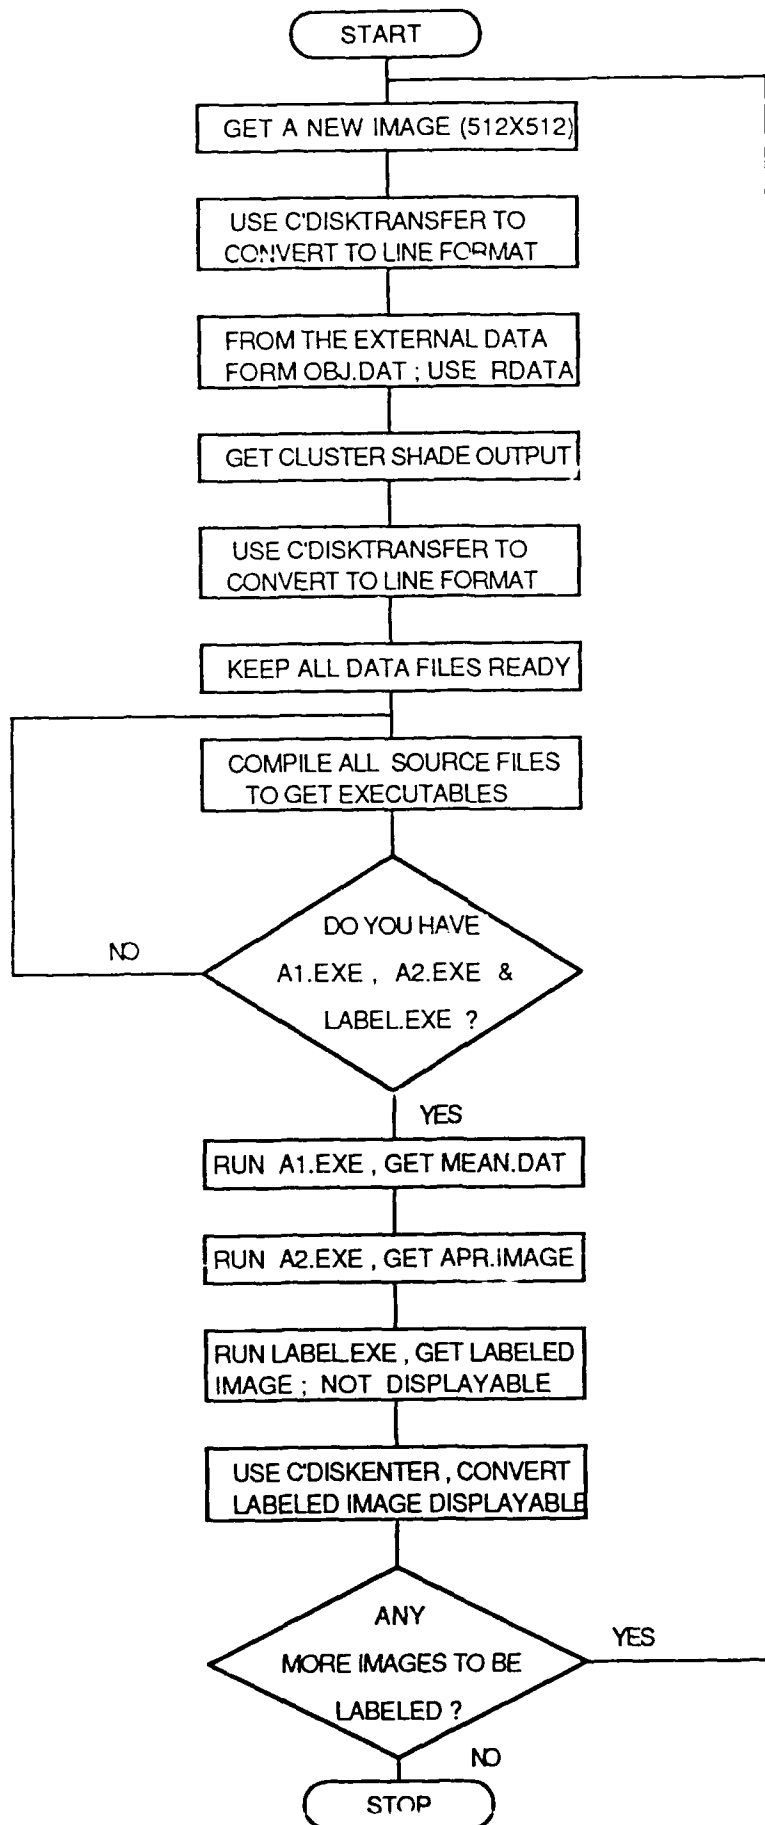 START
GET A NEW IMAGE (512X512)
USE C'DISKTRANSFER TO
CONVERT TO LINE FORMAT
FROM THE EXTERNAL DATA
FORM OBJ.DAT ; USE RDATA
GET CLUSTER SHADE OUTPUT
USE C'DISKTRANSFER TO
CONVERT TO LINE FORMAT
KEEP ALL DATA FILES READY
COMPILE ALL SOURCE FILES
TO GET EXECUTABLES
DO YOU HAVE
NO
A1.EXE , A2.EXE &
LABEL.EXE ?
YES
RUN A1.EXE , GET MEAN.DAT
RUN A2.EXE , GET APR.IMAGE
RUN LABEL.EXE , GET LABELED
IMAGE ; NOT DISPLAYABLE
USE C'DISKENTER , CONVERT
LABELED IMAGE DISPLAYABLE
ANY
YES
MORE IMAGES TO BE
LABELED ?
NO
STOP